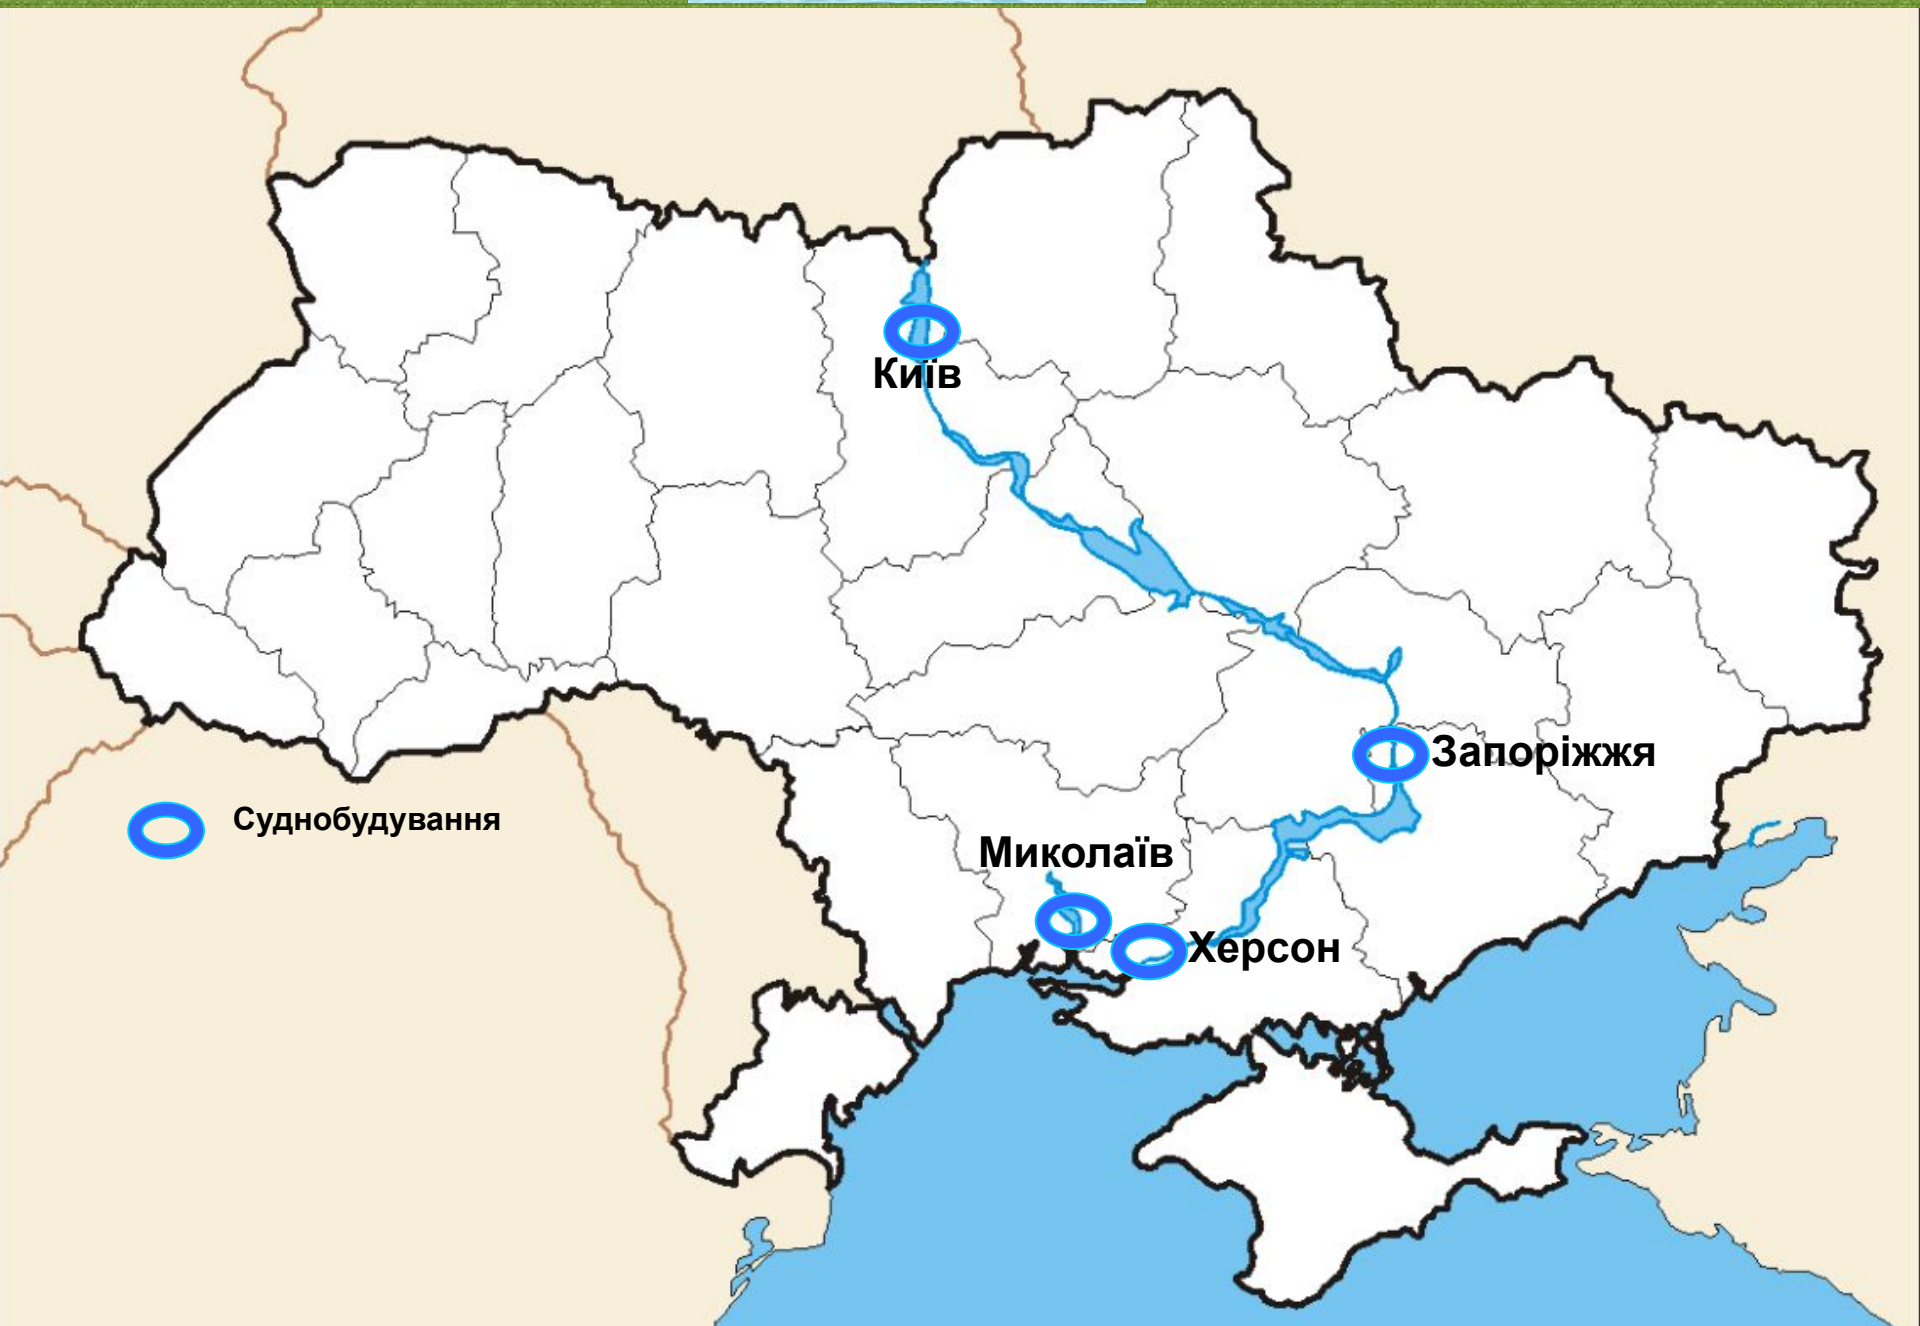 Київ
Запоріжжя
Суднобудування
Миколаїв
Херсон